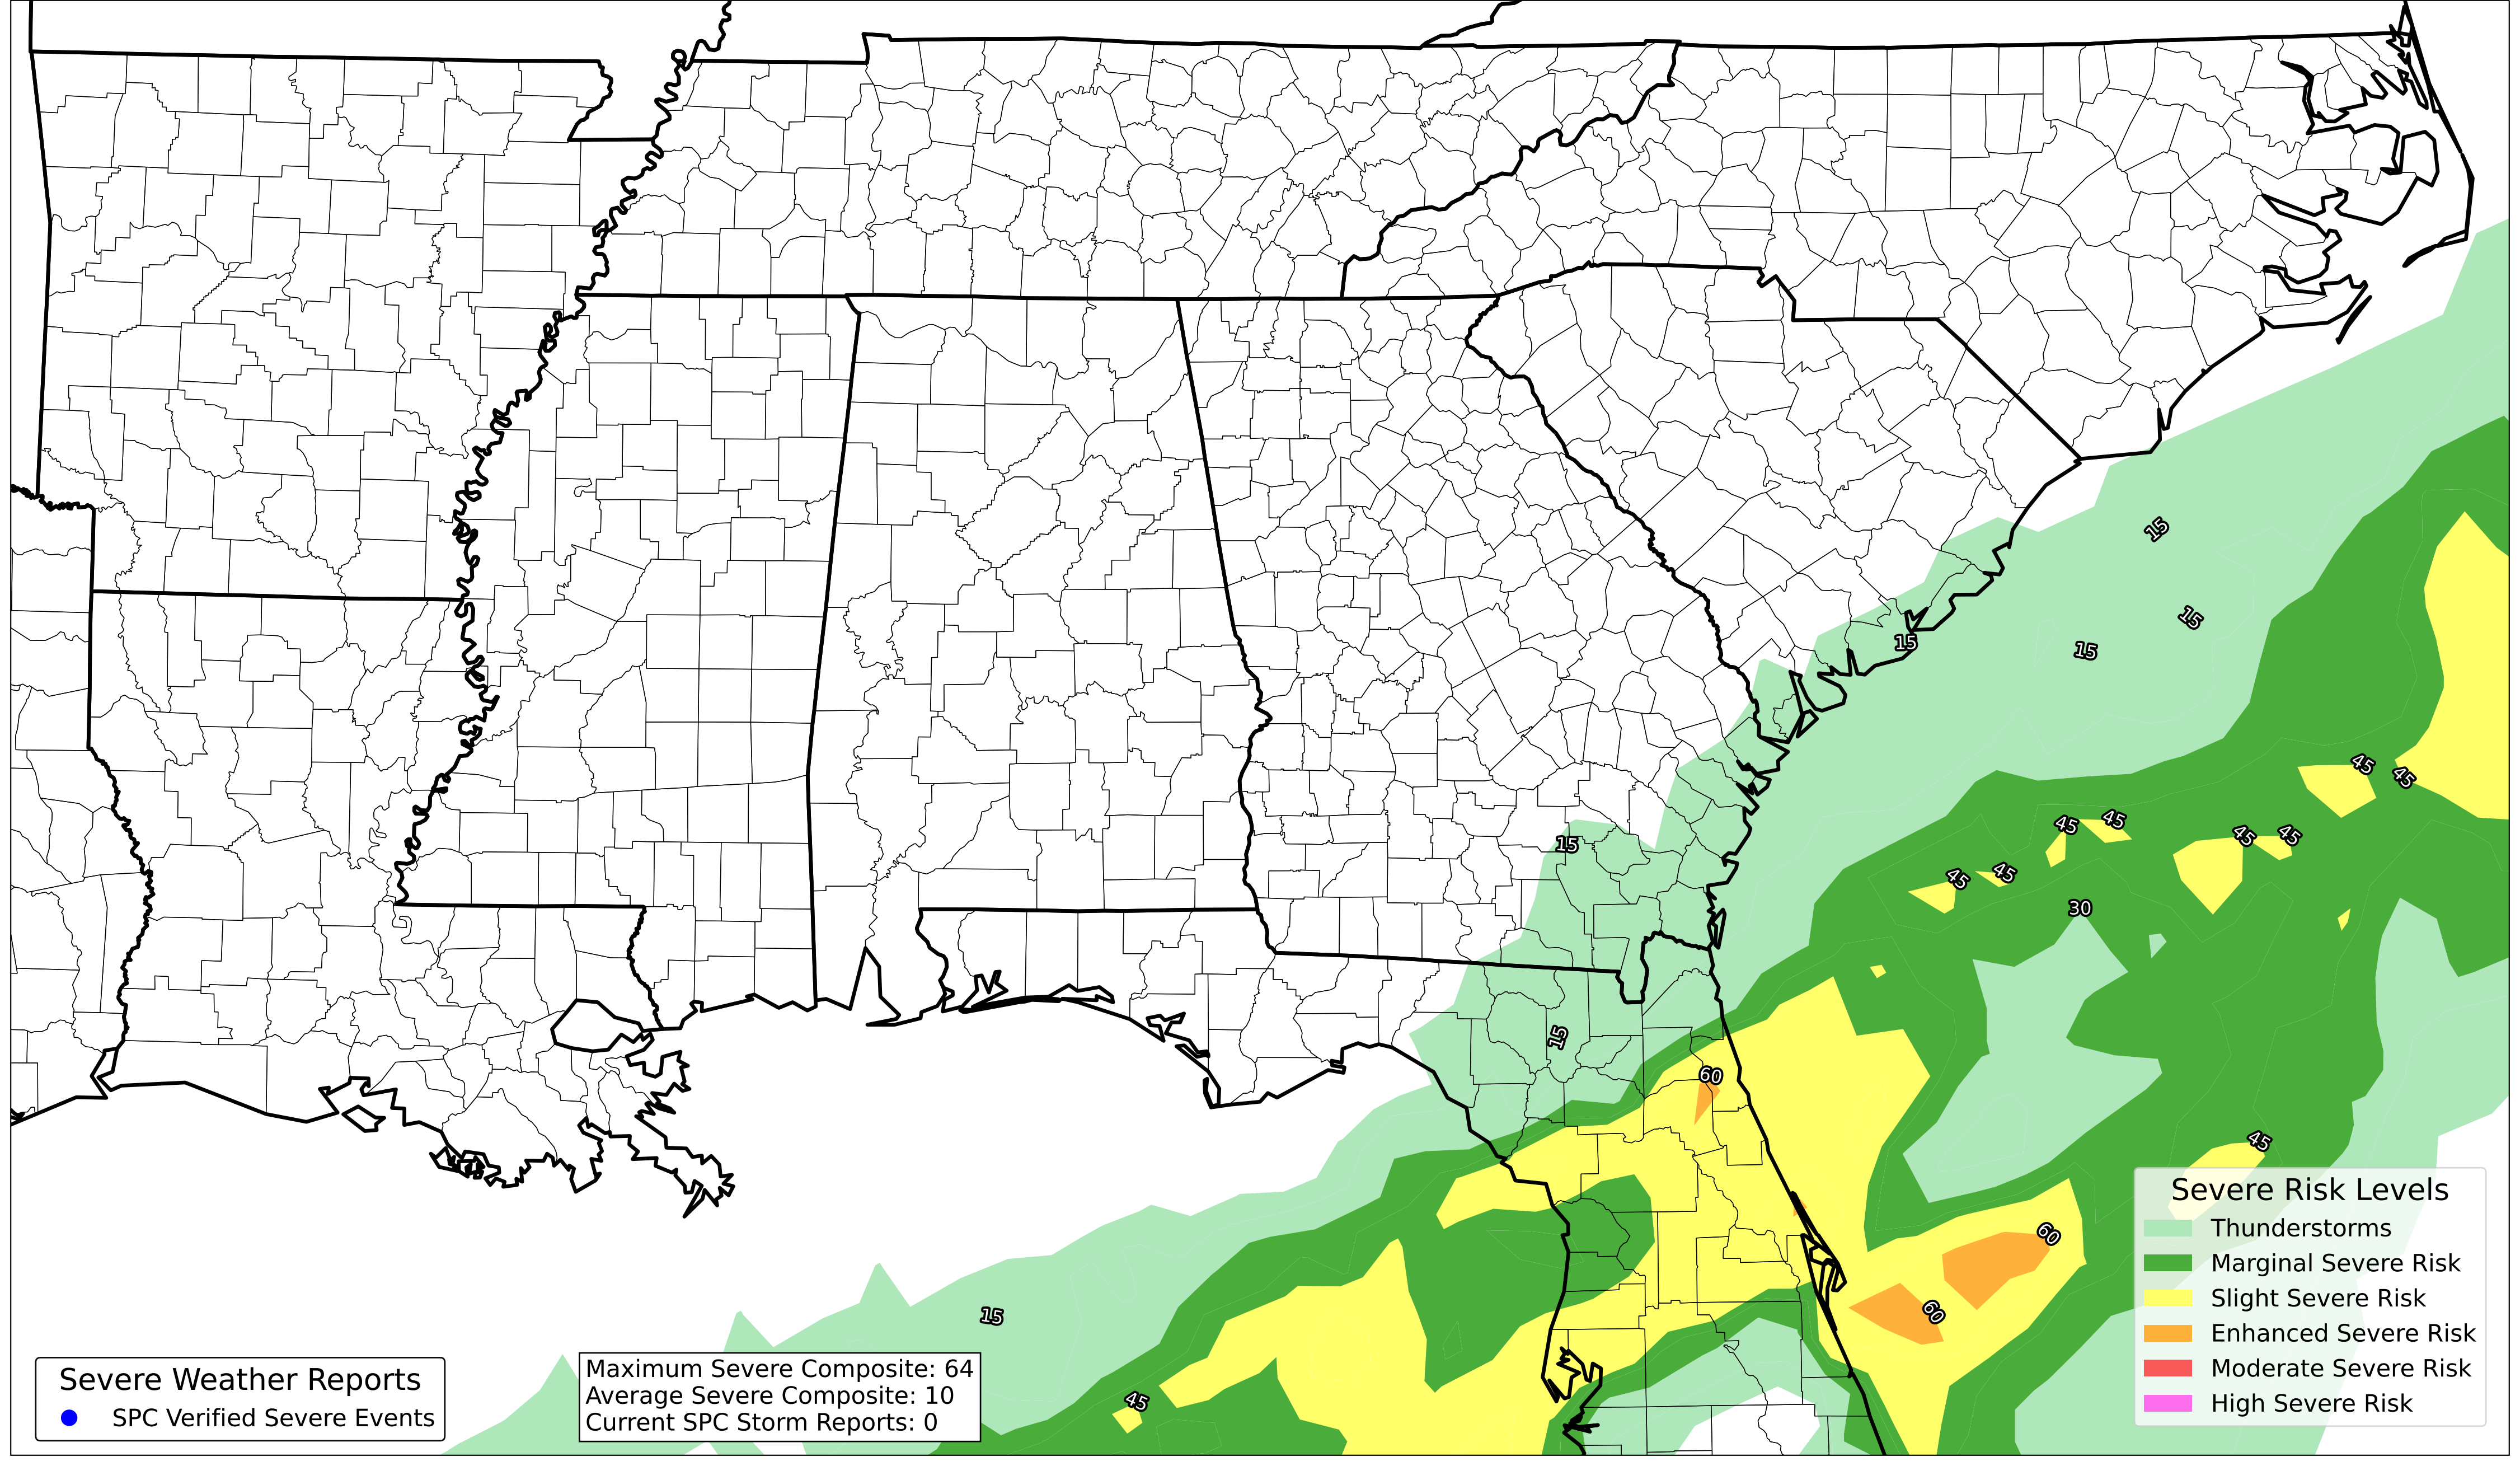 15
15
15
15
45
45
45
45
45
45
15
45
45
30
15
60
45
60
60
15
45
Severe Risk Levels
Thunderstorms
Marginal Severe Risk
Slight Severe Risk
Enhanced Severe Risk
Moderate Severe Risk
High Severe Risk
Severe Weather Reports
SPC Verified Severe Events
Maximum Severe Composite: 64
Average Severe Composite: 10
Current SPC Storm Reports: 0